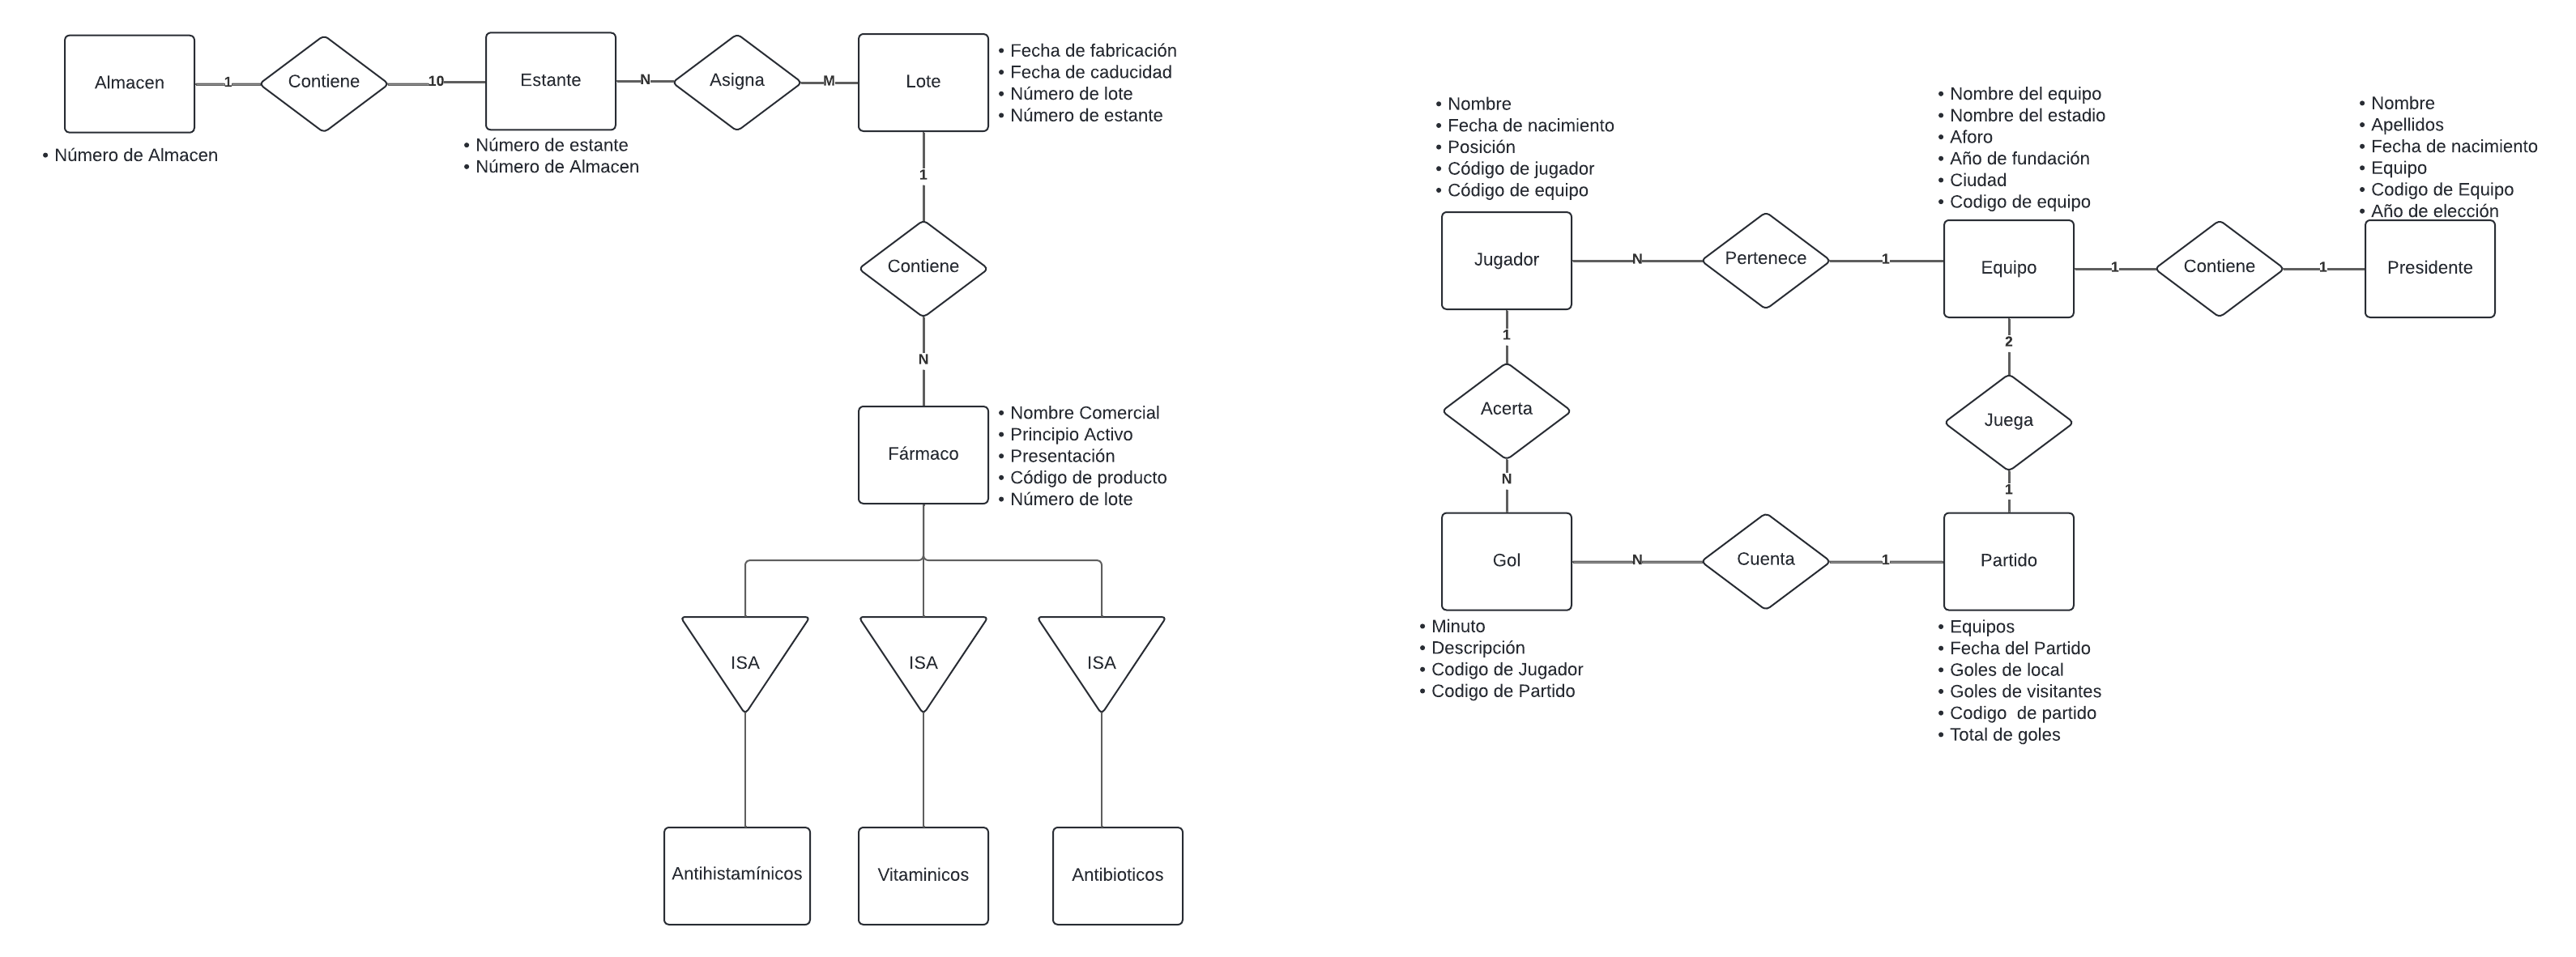 Almacen
1
Contiene
10
Estante
N
Asigna
M
Lote
• Fecha de fabricación
• Fecha de caducidad
• Número de lote
• Número de estante
• Número de Almacen
• Número de estante
• Número de Almacen
1
Contiene
N
Fármaco
• Nombre Comercial
• Principio Activo
• Presentación
• Código de producto
• Número de lote
ISA
ISA
ISA
Antihistamínicos
Vitaminicos
Antibioticos
• Nombre
• Fecha de nacimiento
• Posición
• Código de jugador
• Código de equipo
• Nombre del equipo
• Nombre del estadio
• Aforo
• Año de fundación
• Ciudad
• Codigo de equipo
• Nombre
• Apellidos
• Fecha de nacimiento
• Equipo
• Codigo de Equipo
• Año de elección
Jugador
N
Pertenece
1
Equipo
1
Contiene
1
Presidente
1
Acerta
N
2
Juega
1
Gol
N
Cuenta
1
Partido
• Minuto
• Descripción
• Codigo de Jugador
• Codigo de Partido
• Equipos
• Fecha del Partido
• Goles de local
• Goles de visitantes
• Codigo  de partido
• Total de goles